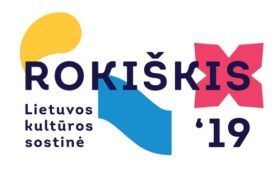 ROKIŠKIS
Lietuvos
kultūros
sostinė
‘19